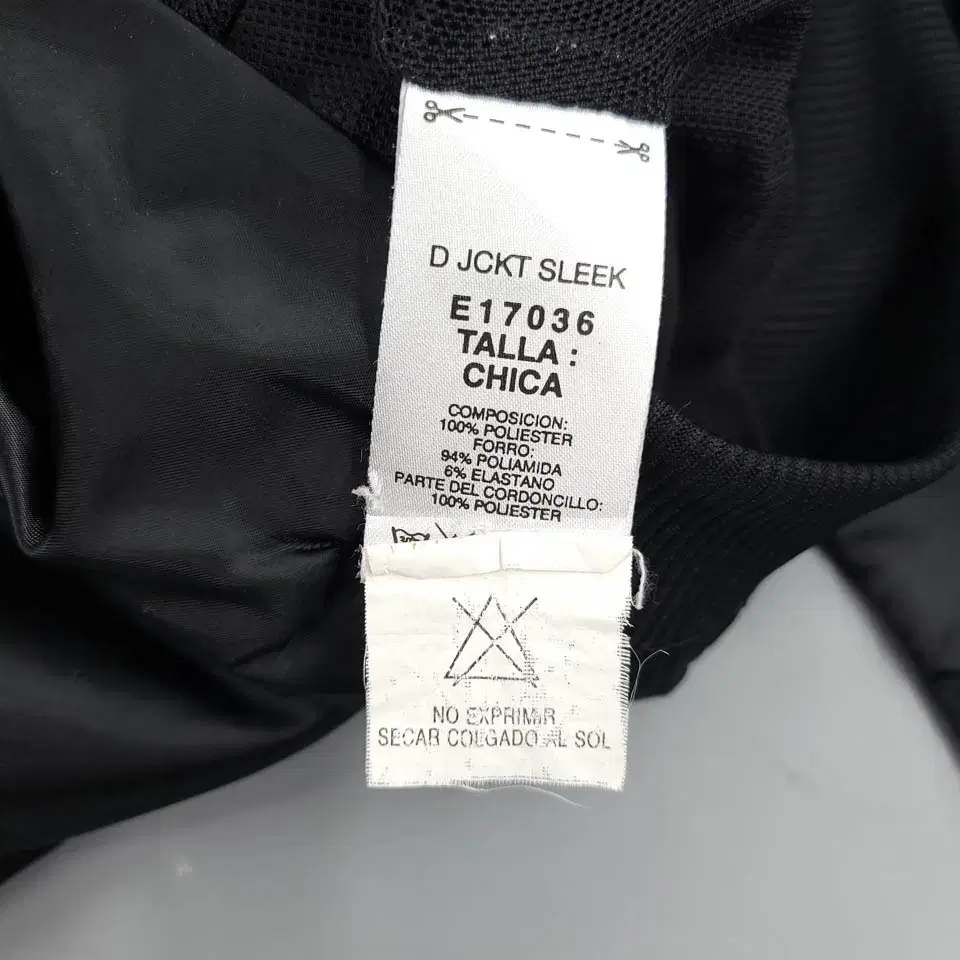 D JCKT SLEEK
E17036
TALLA :
CHICA
COMPOSICION:
100% POLIESTER
FORRO:
94% POLIAMIDA
6% ELASTANO
PARTE DEL CORDONCILLO:
100% POLIESTER
NO EXPRIMIR
SECAR COLGADO AL SOL